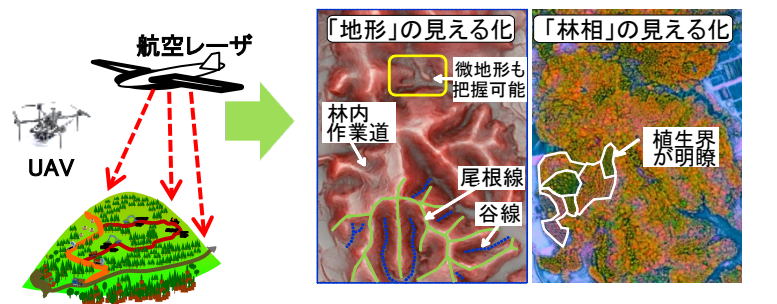 航空レーザ
UAV
「地形」の見える化
微地形も
把握可能
林内
作業道
尾根線
谷線
「林相」の見える化
植生界
が明瞭